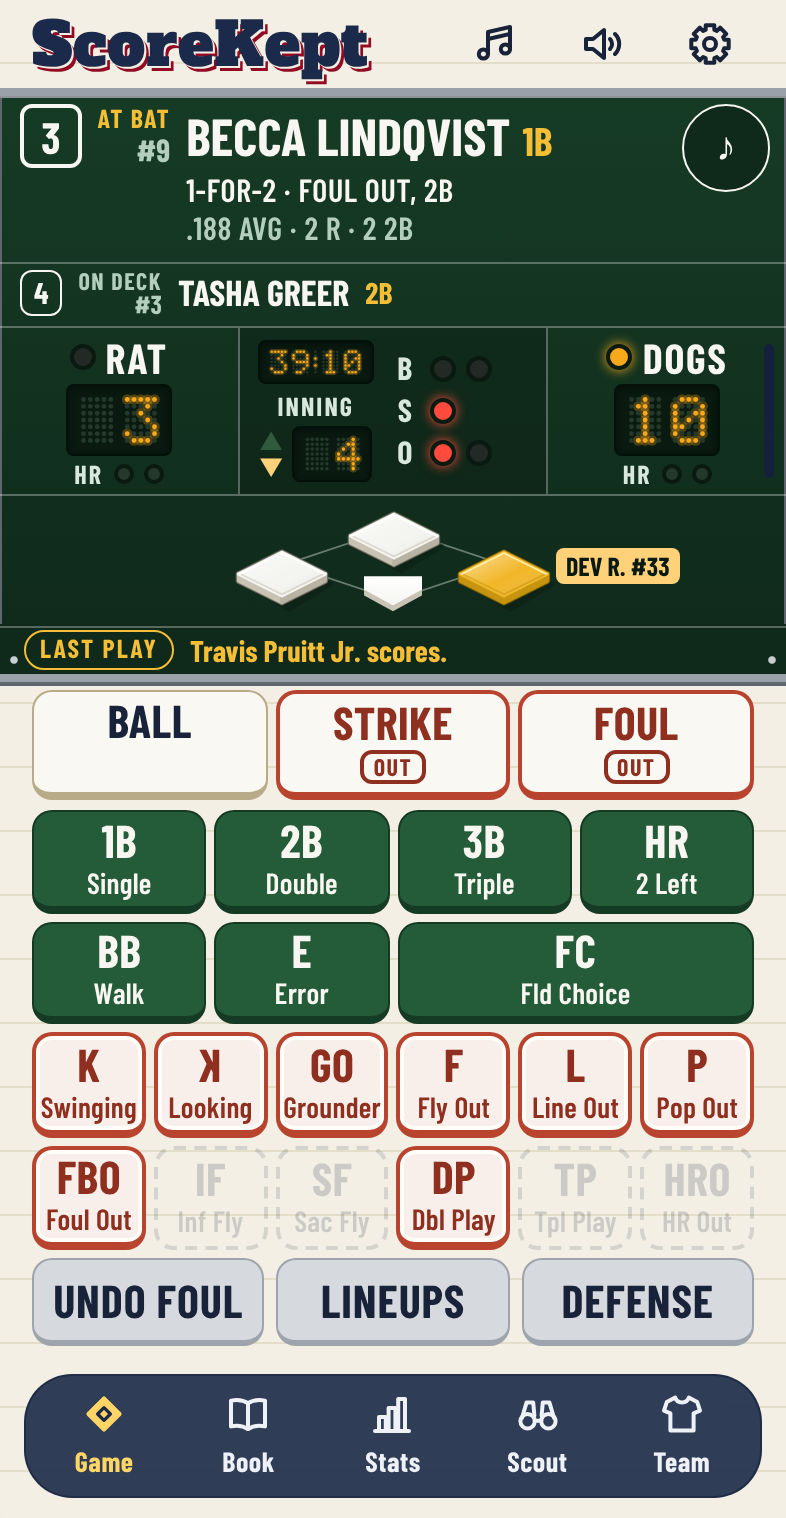 ScoreKept
3 AT BAT #9 BECCA LINDQVIST 1B ♪
1-FOR-2 · FOUL OUT, 2B
.188 AVG · 2 R · 2 2B
4 ON DECK #3 TASHA GREER 2B
RAT
3
HR
39:10
INNING
4
B
S
O
DOGS
10
HR
DEV R. #33
LAST PLAY Travis Pruitt Jr. scores.
BALL STRIKE FOUL
OUT OUT
1B 2B 3B HR
Single Double Triple 2 Left
BB E FC
Walk Error Fld Choice
K ꓘ GO F L P
Swinging Looking Grounder Fly Out Line Out Pop Out
FBO IF SF DP TP HRO
Foul Out Inf Fly Sac Fly Dbl Play Tpl Play HR Out
UNDO FOUL LINEUPS DEFENSE
Game Book Stats Scout Team